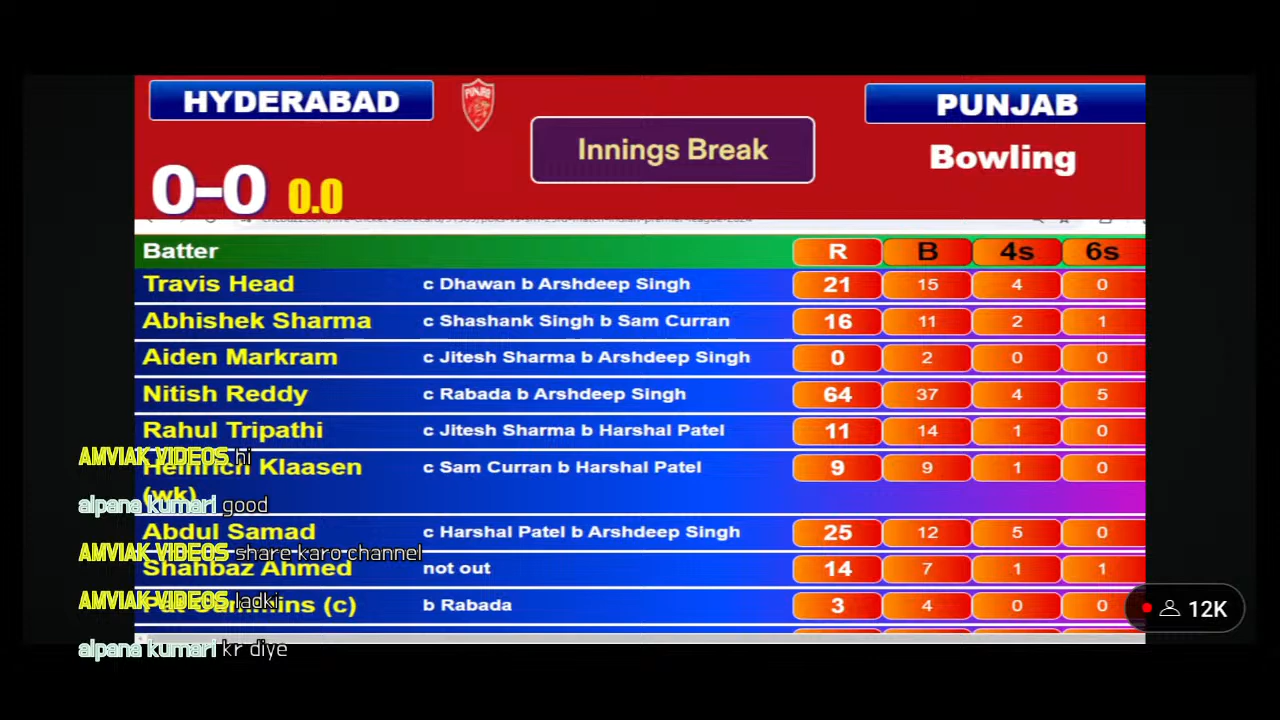 HYDERABAD
PUNJAB
PUNJAB
Innings Break
Bowling
0-0 0.0
Batter R B 4s 6s
Travis Head c Dhawan b Arshdeep Singh 21 15 4 0
Abhishek Sharma c Shashank Singh b Sam Curran 16 11 2 1
Aiden Markram c Jitesh Sharma b Arshdeep Singh 0 2 0 0
Nitish Reddy c Rabada b Arshdeep Singh 64 37 4 5
Rahul Tripathi c Jitesh Sharma b Harshal Patel 11 14 1 0
AMVIAK VIDEOS hi
Heinrich Klaasen c Sam Curran b Harshal Patel 9 9 1 0
(wk)
alpana kumari good
Abdul Samad c Harshal Patel b Arshdeep Singh 25 12 5 0
AMVIAK VIDEOS share karo channel
Shahbaz Ahmed not out 14 7 1 1
AMVIAK VIDEOS ladki
(c) b Rabada 3 4 0 0
12K
alpana kumari kr diye